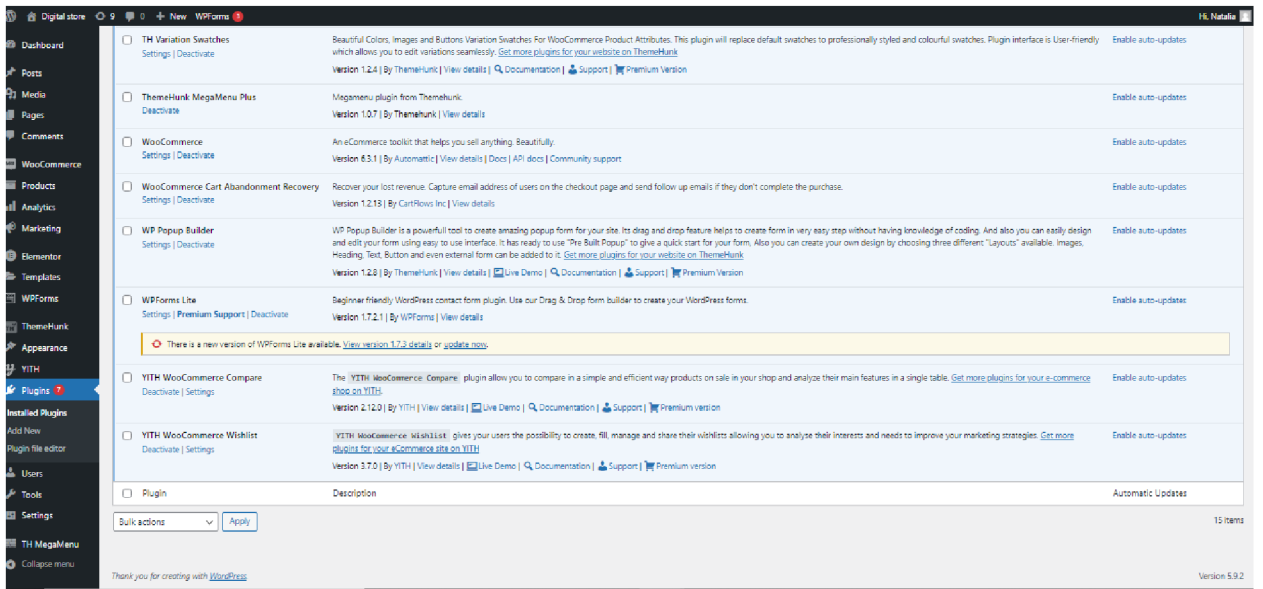 Digital store 9 0 + New WPForms 3 Hi, Natalia
Dashboard
Posts
Media
Pages
Comments
WooCommerce
Products
Analytics
Marketing
Elementor
Templates
WPForms
ThemeHunk
Appearance
YITH
Plugins 7
Installed Plugins
Add New
Plugin file editor
Users
Tools
Settings
TH MegaMenu
Collapse menu
TH Variation Swatches
Settings | Deactivate
Beautiful Colors, Images and Buttons Variation Swatches For WooCommerce Product Attributes. This plugin will replace default swatches to professionally styled and colourful swatches. Plugin interface is User-friendly
which allows you to edit variations seamlessly. Get more plugins for your website on ThemeHunk
Version 1.2.4 | By ThemeHunk | View details | Documentation | Support | Premium Version
Enable auto-updates
ThemeHunk MegaMenu Plus
Deactivate
Megamenu plugin from Themehunk.
Version 1.0.7 | By Themehunk | View details
Enable auto-updates
WooCommerce
Settings | Deactivate
An eCommerce toolkit that helps you sell anything. Beautifully.
Version 6.3.1 | By Automattic | View details | Docs | API docs | Community support
Enable auto-updates
WooCommerce Cart Abandonment Recovery
Settings | Deactivate
Recover your lost revenue. Capture email address of users on the checkout page and send follow up emails if they don't complete the purchase.
Version 1.2.13 | By CartFlows Inc | View details
Enable auto-updates
WP Popup Builder
Settings | Deactivate
WP Popup Builder is a powerfull tool to create amazing popup form for your site. Its drag and drop feature helps to create form in very easy step without having knowledge of coding. And also you can easily design
and edit your form using easy to use interface. It has ready to use "Pre Built Popup" to give a quick start for your form, Also you can create your own design by choosing three different "Layouts" available. Images,
Heading, Text, Button and even external form can be added to it. Get more plugins for your website on ThemeHunk
Version 1.2.8 | By ThemeHunk | View details | Live Demo | Documentation | Support | Premium Version
Enable auto-updates
WPForms Lite
Settings | Premium Support | Deactivate
Beginner friendly WordPress contact form plugin. Use our Drag & Drop form builder to create your WordPress forms.
Version 1.7.2.1 | By WPForms | View details
Enable auto-updates
There is a new version of WPForms Lite available. View version 1.7.3 details or update now.
YITH WooCommerce Compare
Deactivate | Settings
The YITH WooCommerce Compare plugin allow you to compare in a simple and efficient way products on sale in your shop and analyze their main features in a single table. Get more plugins for your e-commerce
shop on YITH.
Version 2.12.0 | By YITH | View details | Live Demo | Documentation | Support | Premium version
Enable auto-updates
YITH WooCommerce Wishlist
Deactivate | Settings
YITH WooCommerce Wishlist gives your users the possibility to create, fill, manage and share their wishlists allowing you to analyse their interests and needs to improve your marketing strategies. Get more
plugins for your eCommerce site on YITH
Version 3.7.0 | By YITH | View details | Live Demo | Documentation | Support | Premium version
Enable auto-updates
Plugin Description Automatic Updates
Bulk actions Apply 15 items
Thank you for creating with WordPress. Version 5.9.2